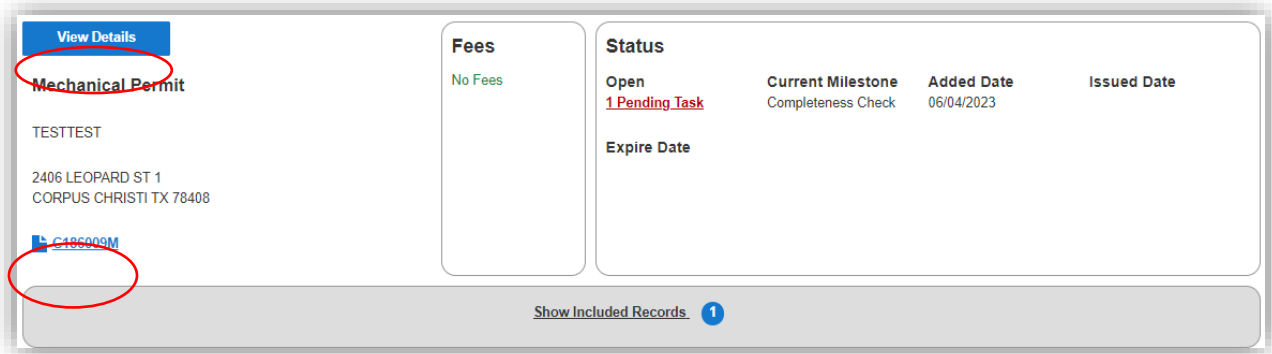 View Details
Mechanical Permit
TESTTEST
2406 LEOPARD ST 1
CORPUS CHRISTI TX 78408
C186009M
Fees
No Fees
Status
Open
1 Pending Task
Current Milestone
Completeness Check
Added Date
06/04/2023
Issued Date
Expire Date
Show Included Records 1